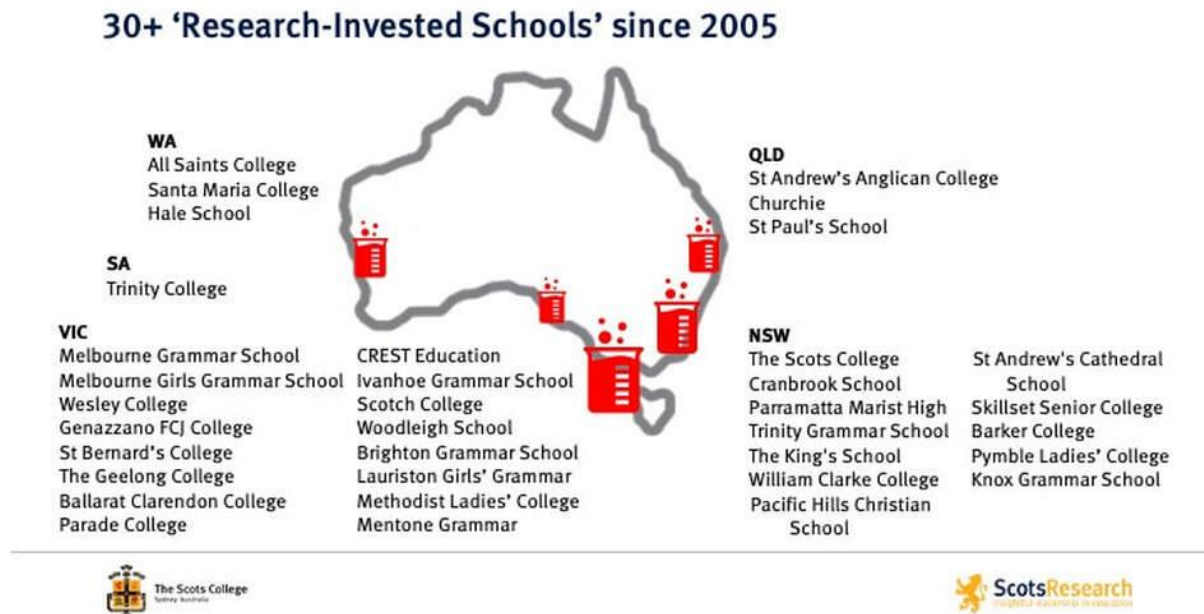 30+ ‘Research-Invested Schools’ since 2005
WA
All Saints College
Santa Maria College
Hale School
SA
Trinity College
VIC
Melbourne Grammar School
Melbourne Girls Grammar School
Wesley College
Genazzano FCJ College
St Bernard's College
The Geelong College
Ballarat Clarendon College
Parade College
CREST Education
Ivanhoe Grammar School
Scotch College
Woodleigh School
Brighton Grammar School
Lauriston Girls’ Grammar
Methodist Ladies’ College
Mentone Grammar
QLD
St Andrew’s Anglican College
Churchie
St Paul’s School
NSW
The Scots College
Cranbrook School
Parramatta Marist High
Trinity Grammar School
The King's School
William Clarke College
Pacific Hills Christian
School
St Andrew's Cathedral
School
Skillset Senior College
Barker College
Pymble Ladies’ College
Knox Grammar School
The Scots College
Sydney Australia
ScotsResearch